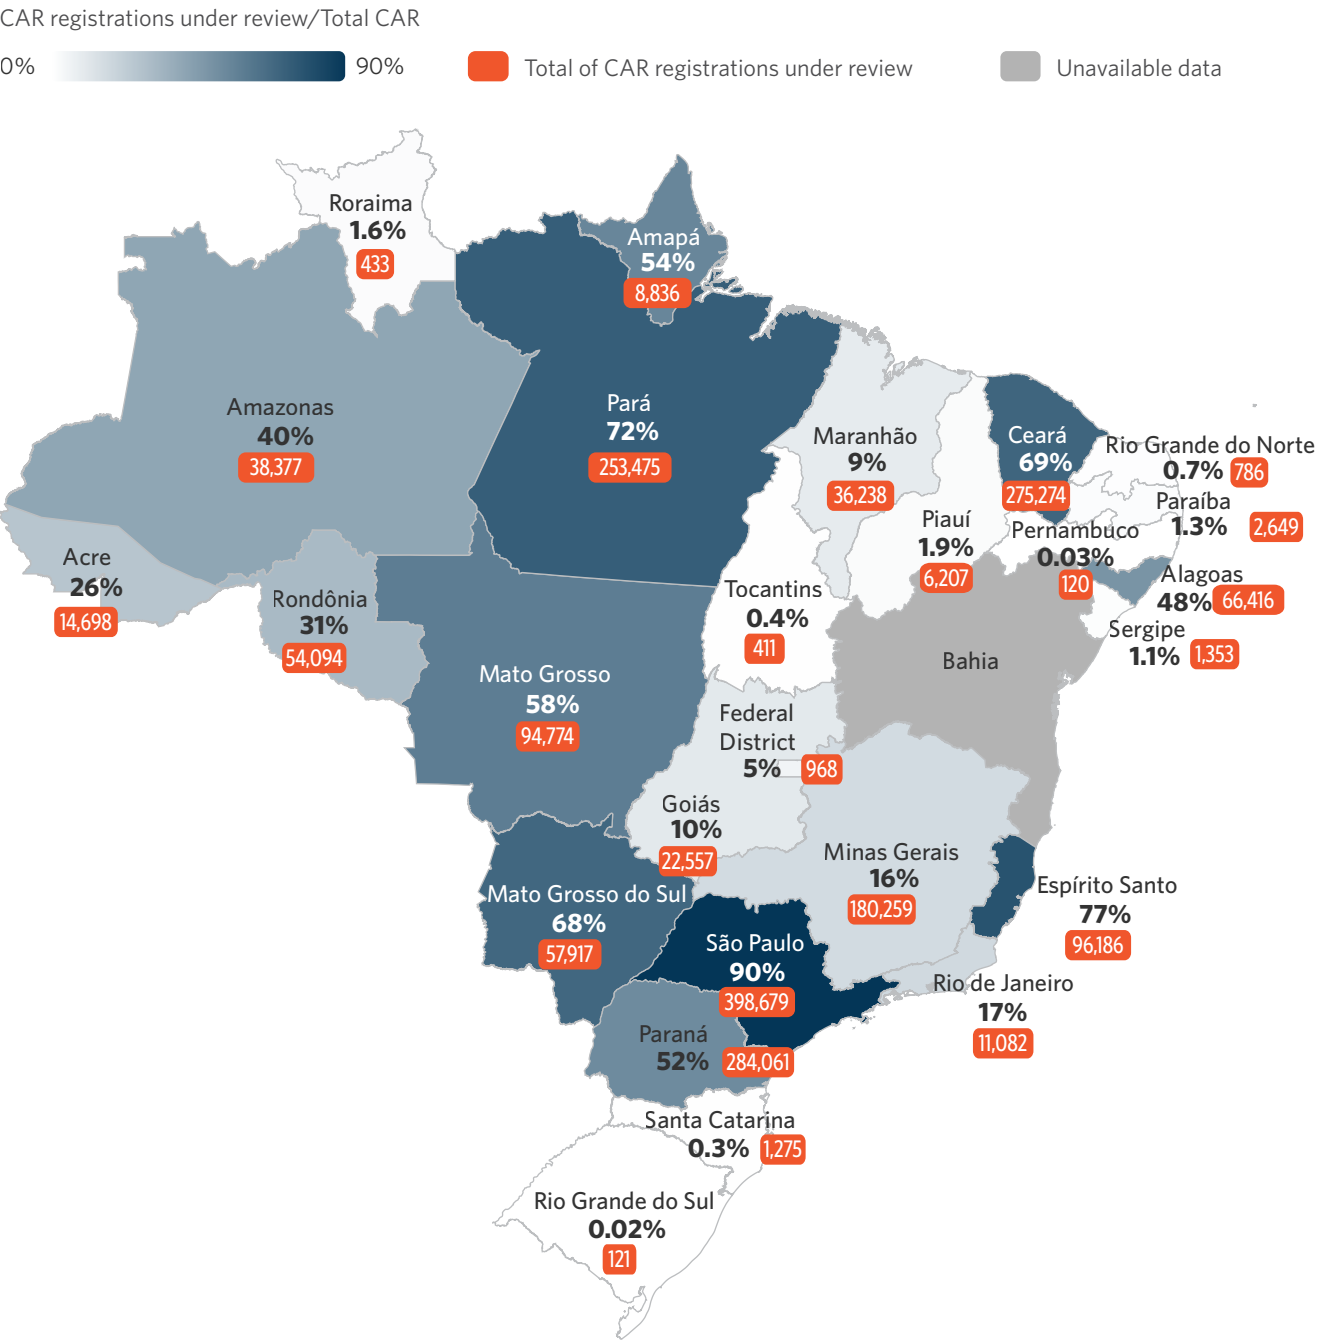 CAR registrations under review/Total CAR
0%
90%
Total of CAR registrations under review
Unavailable data
Roraima
1.6%
433
Amapá
54%
8,836
Amazonas
40%
38,377
Pará
72%
253,475
Maranhão
9%
36,238
Ceará
69%
275,274
Rio Grande do Norte
0.7% 786
Paraíba
1.3% 2,649
Piauí
1.9%
6,207
Pernambuco
0.03%
120
Alagoas
48% 66,416
Sergipe
1.1% 1,353
Acre
26%
14,698
Rondônia
31%
54,094
Tocantins
0.4%
411
Bahia
Mato Grosso
58%
94,774
Federal
District
5% 968
Goiás
10%
22,557
Minas Gerais
16%
180,259
Espírito Santo
77%
96,186
Mato Grosso do Sul
68%
57,917
São Paulo
90%
398,679
Rio de Janeiro
17%
11,082
Paraná
52% 284,061
Santa Catarina
0.3% 1,275
Rio Grande do Sul
0.02%
121